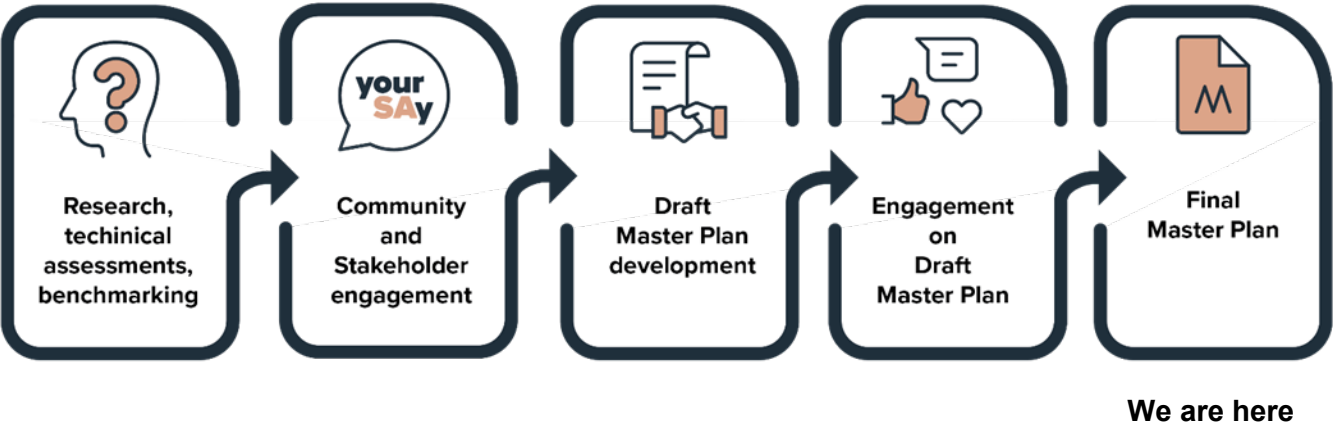 your
SAy
Research,
techinical
assessments,
benchmarking
Community
and
Stakeholder
engagement
Draft
Master Plan
development
Engagement
on
Draft
Master Plan
Final
Master Plan
We are here